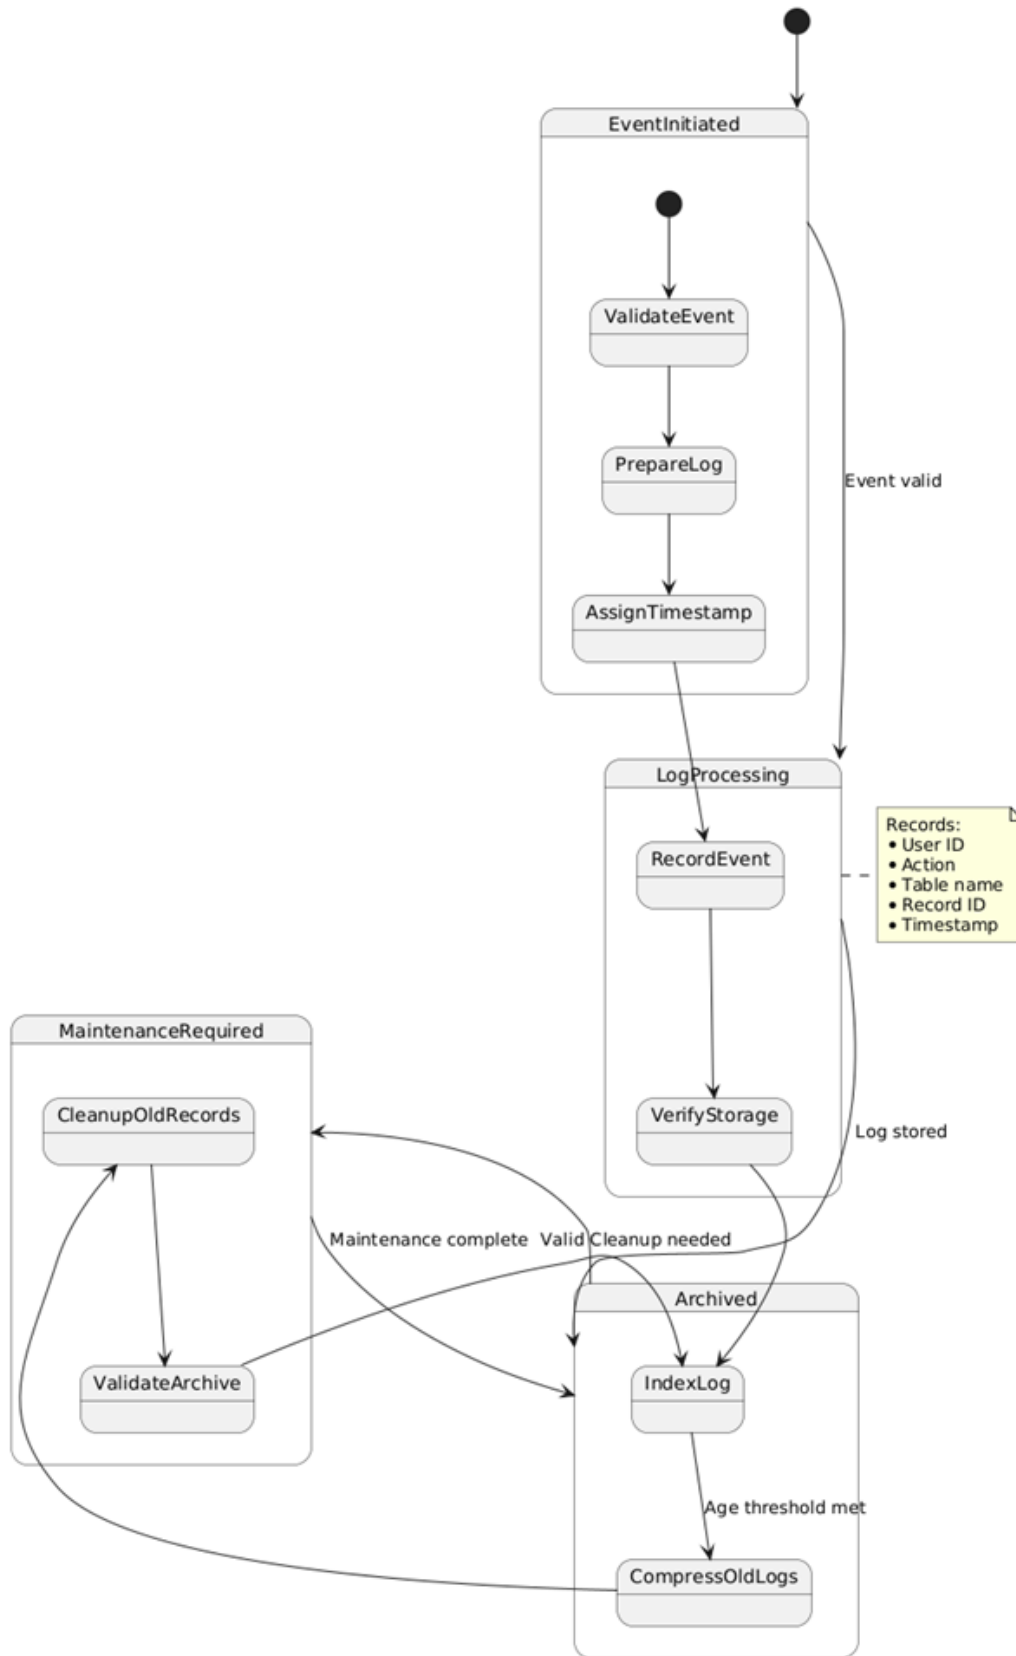 EventInitiated
ValidateEvent
PrepareLog
Event valid
AssignTimestamp
LogProcessing
Records:
• User ID
• Action
• Table name
• Record ID
• Timestamp
RecordEvent
MaintenanceRequired
CleanupOldRecords
VerifyStorage
Log stored
Maintenance complete
Valid
Cleanup needed
Archived
ValidateArchive
IndexLog
Age threshold met
CompressOldLogs